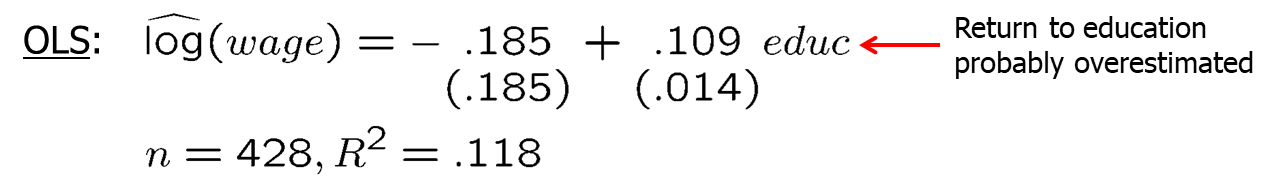 OLS: log(wage) = − .185 + .109 educ
(.185) (.014)
n = 428, R² = .118
Return to education
probably overestimated